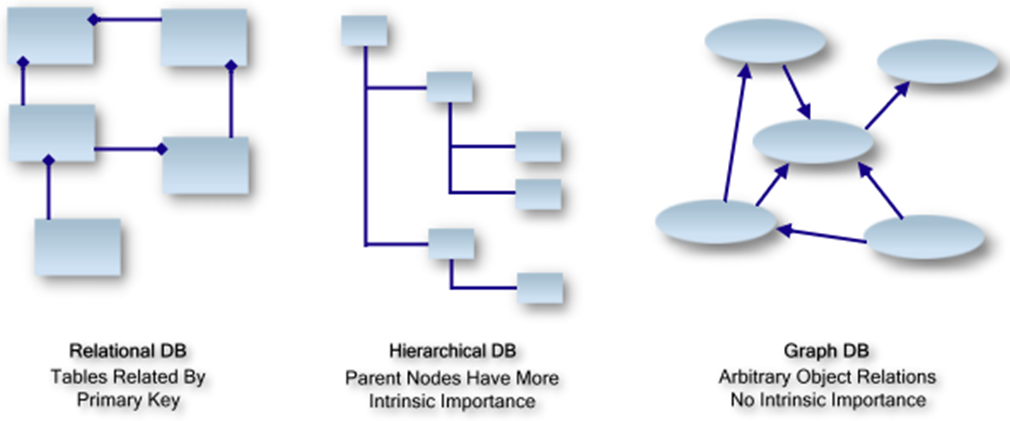 Relational DB
Tables Related By
Primary Key
Hierarchical DB
Parent Nodes Have More
Intrinsic Importance
Graph DB
Arbitrary Object Relations
No Intrinsic Importance